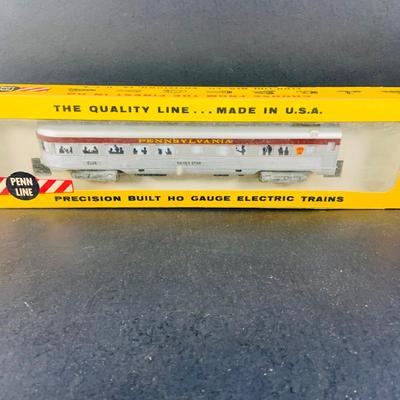 THE QUALITY LINE... MADE IN U.S.A.
PENNSYLVANIA
PENN
LINE
PRECISION BUILT HO GAUGE ELECTRIC TRAINS